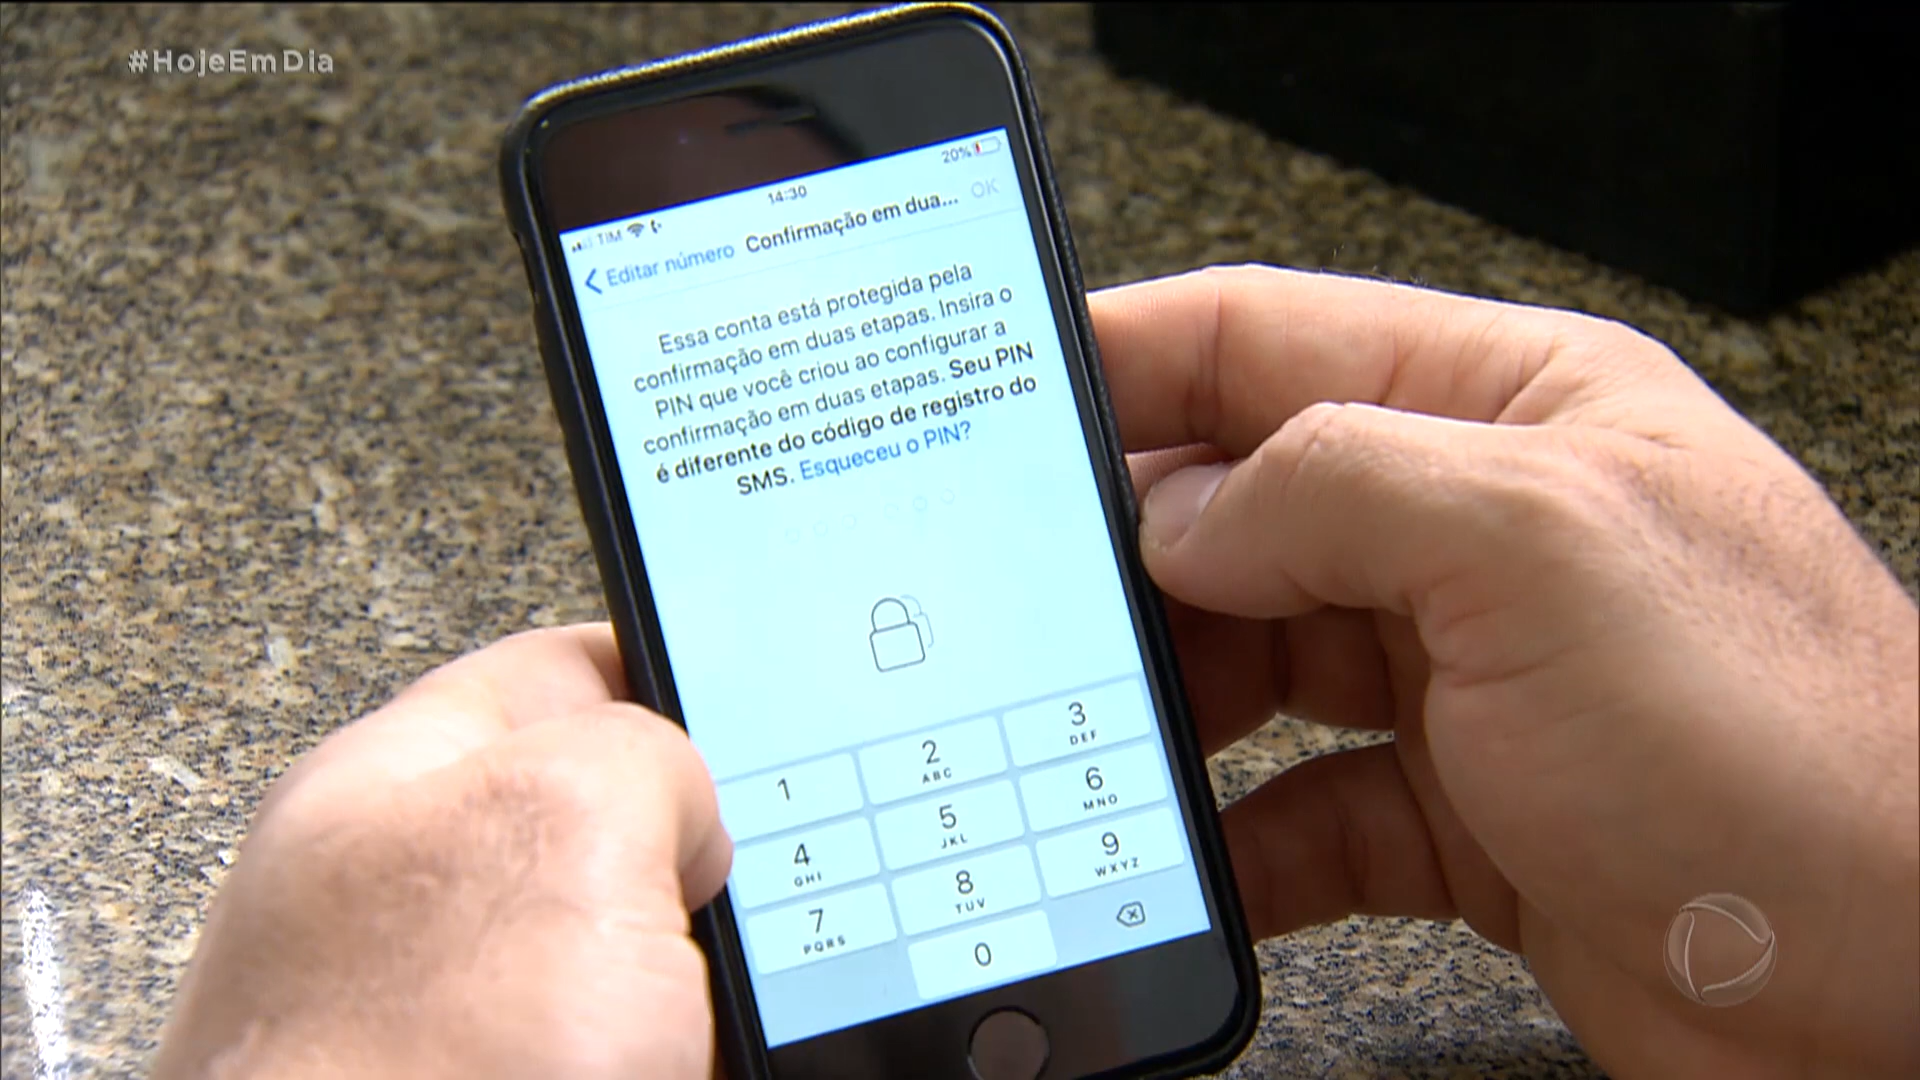 #HojeEmDia
20%
14:30
TIM
Editar número Confirmação em dua... OK
Essa conta está protegida pela
confirmação em duas etapas. Insira o
PIN que você criou ao configurar a
confirmação em duas etapas. Seu PIN
é diferente do código de registro do
SMS. Esqueceu o PIN?
1 2 3
ABC DEF
4 5 6
GHI JKL MNO
7 8 9
PQRS TUV WXYZ
0